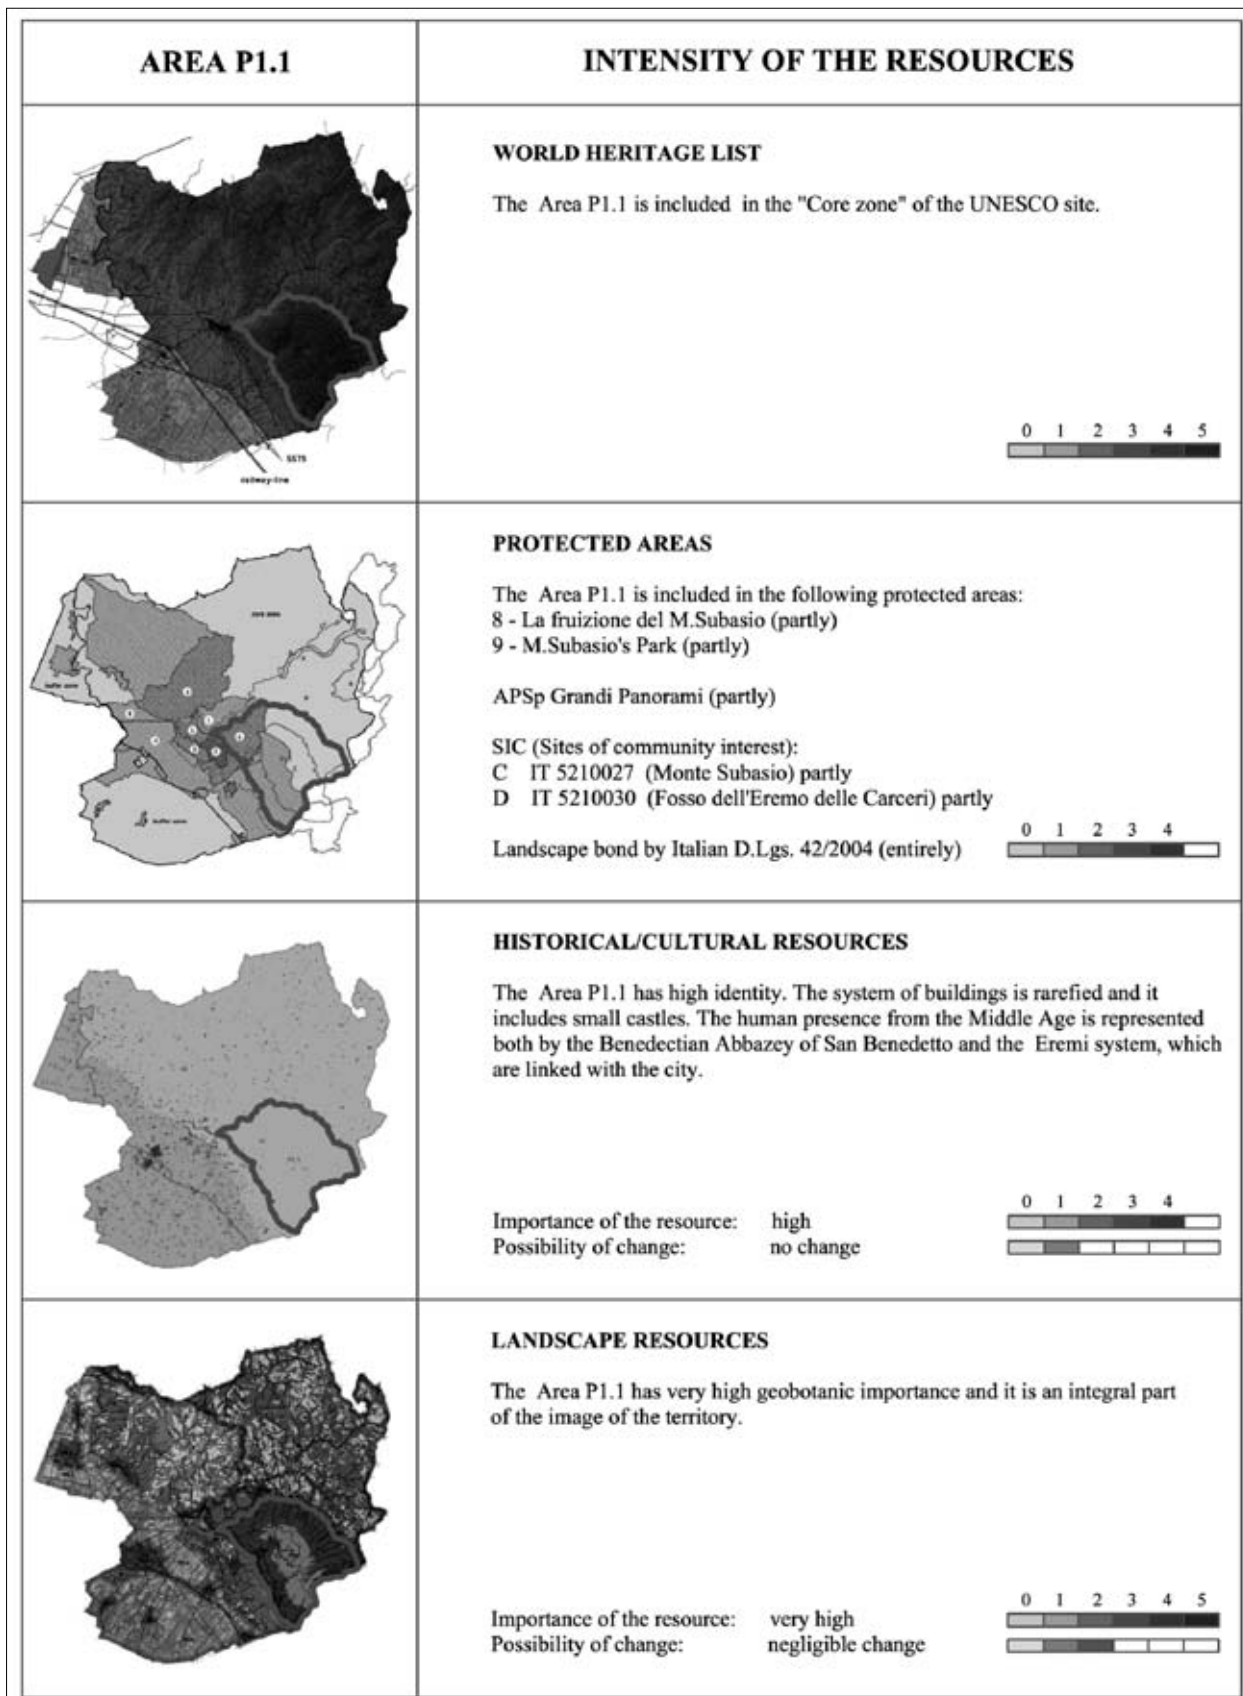 AREA P1.1
INTENSITY OF THE RESOURCES
WORLD HERITAGE LIST
The Area P1.1 is included in the "Core zone" of the UNESCO site.
0 1 2 3 4 5
SS75
railway-line
PROTECTED AREAS
The Area P1.1 is included in the following protected areas:
8 - La fruizione del M.Subasio (partly)
9 - M.Subasio's Park (partly)
APSp Grandi Panorami (partly)
SIC (Sites of community interest):
C IT 5210027 (Monte Subasio) partly
D IT 5210030 (Fosso dell'Eremo delle Carceri) partly
Landscape bond by Italian D.Lgs. 42/2004 (entirely)
0 1 2 3 4
core zone
buffer zone
buffer zone
HISTORICAL/CULTURAL RESOURCES
The Area P1.1 has high identity. The system of buildings is rarefied and it
includes small castles. The human presence from the Middle Age is represented
both by the Benedectian Abbazey of San Benedetto and the Eremi system, which
are linked with the city.
Importance of the resource: high
Possibility of change: no change
0 1 2 3 4
LANDSCAPE RESOURCES
The Area P1.1 has very high geobotanic importance and it is an integral part
of the image of the territory.
Importance of the resource: very high
Possibility of change: negligible change
0 1 2 3 4 5